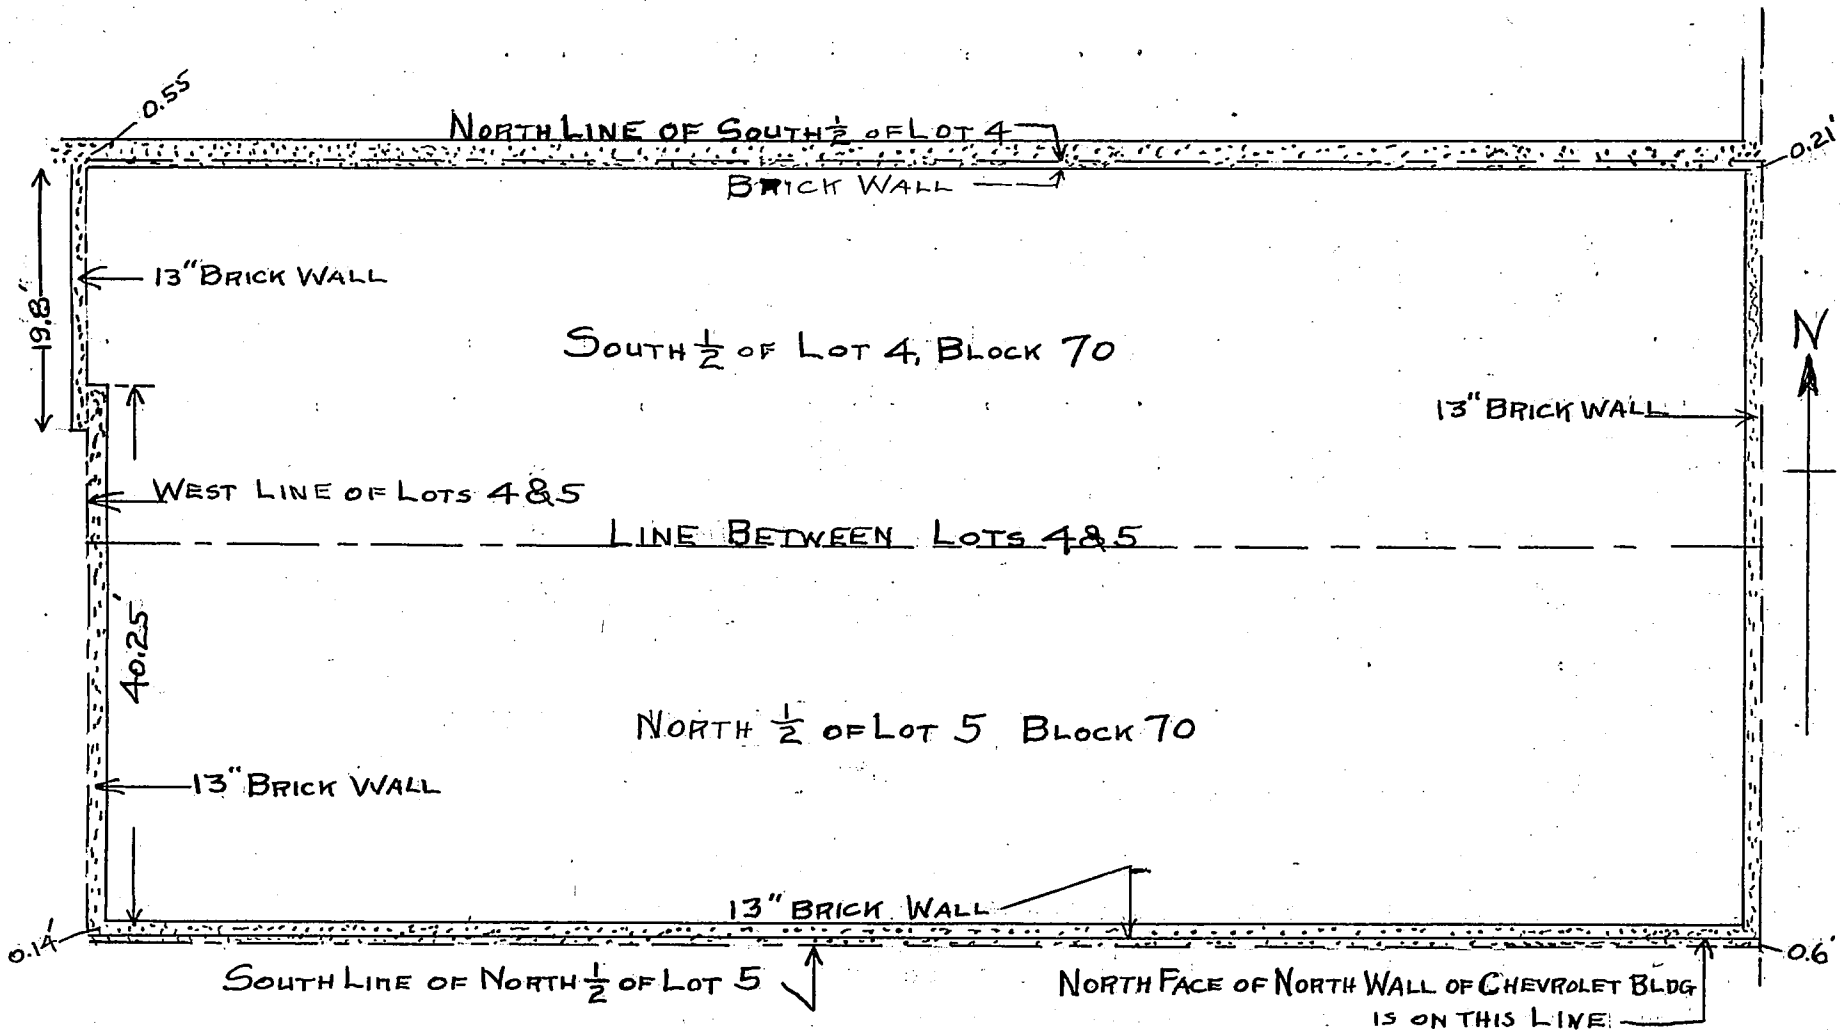 0.55
NORTH LINE OF SOUTH 1/2 OF LOT 4
0.21'
BRICK WALL
13" BRICK WALL
19.8'
SOUTH 1/2 OF LOT 4, BLOCK 70
N
13" BRICK WALL
WEST LINE OF LOTS 4 & 5
LINE BETWEEN LOTS 4 & 5
40.25'
NORTH 1/2 OF LOT 5 BLOCK 70
13" BRICK WALL
13" BRICK WALL
0.14'
0.6'
SOUTH LINE OF NORTH 1/2 OF LOT 5
NORTH FACE OF NORTH WALL OF CHEVROLET BLDG
IS ON THIS LINE